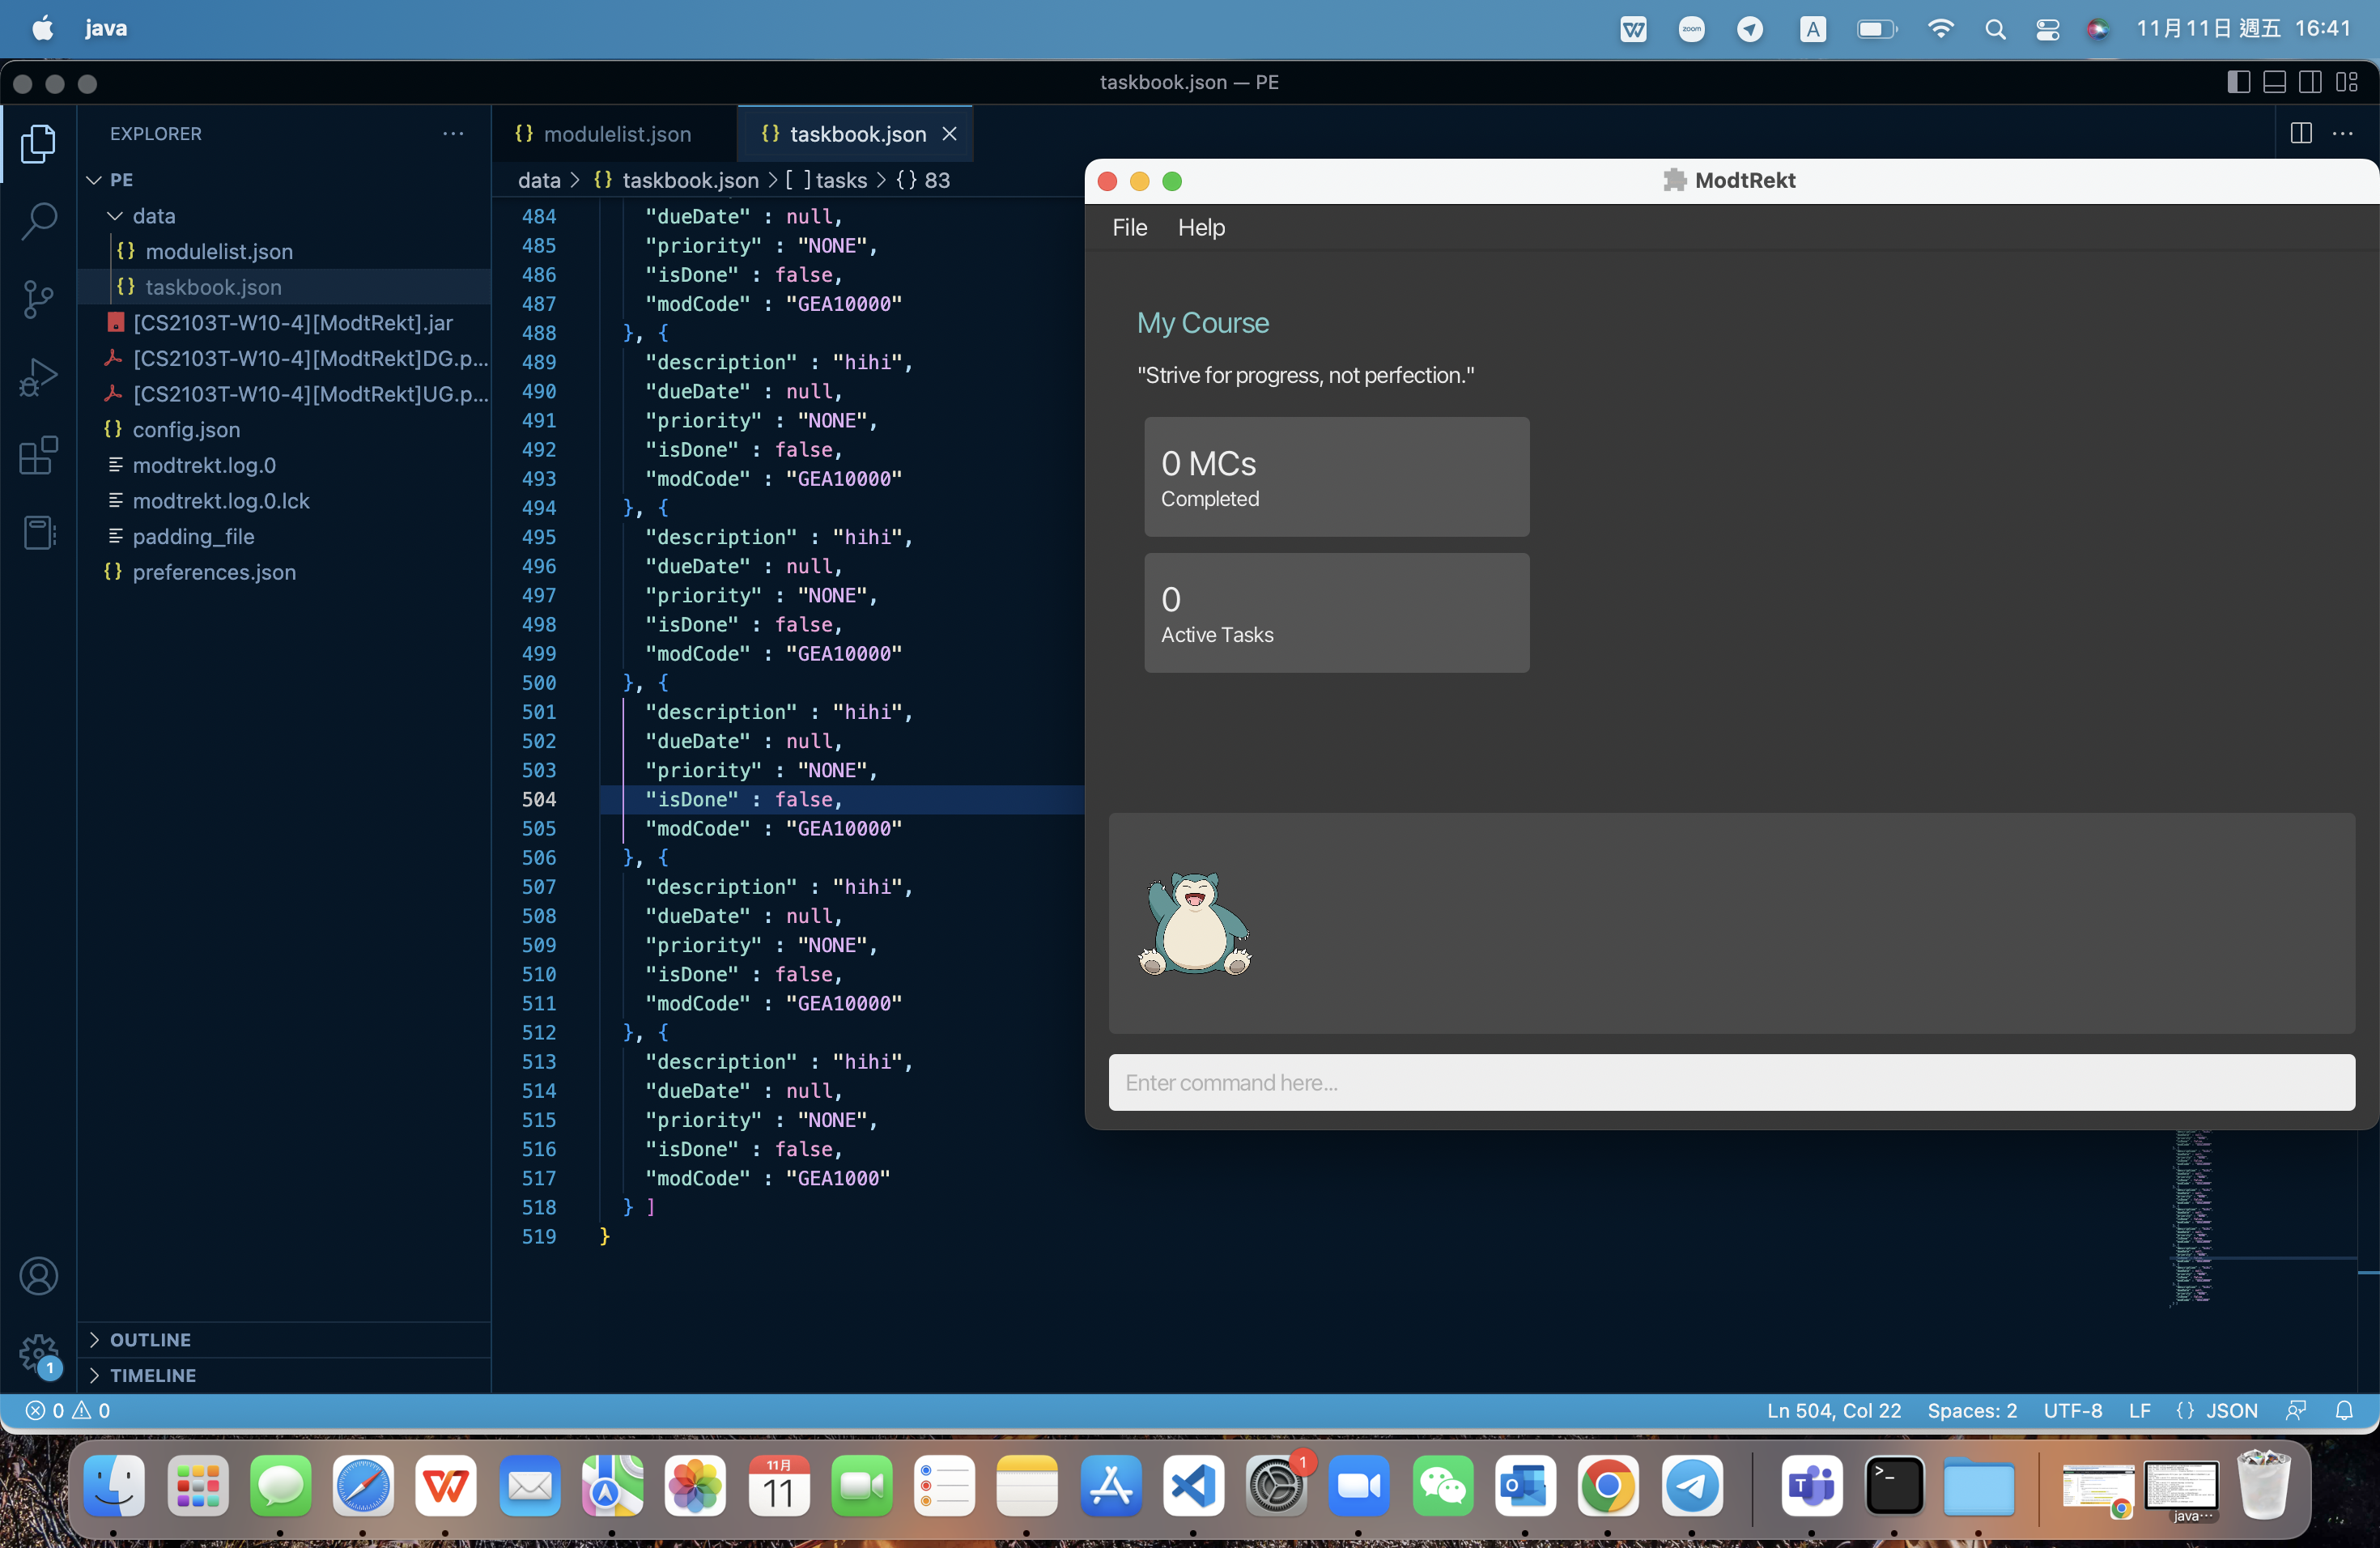 java
11月11日 週五 16:41
taskbook.json — PE
EXPLORER
PE
data
modulelist.json
taskbook.json
[CS2103T-W10-4][ModtRekt].jar
[CS2103T-W10-4][ModtRekt]DG.p...
[CS2103T-W10-4][ModtRekt]UG.p...
config.json
modtrekt.log.0
modtrekt.log.0.lck
padding_file
preferences.json
OUTLINE
TIMELINE
modulelist.json
taskbook.json
data > {} taskbook.json > [ ] tasks > {} 83
484 "dueDate" : null,
485 "priority" : "NONE",
486 "isDone" : false,
487 "modCode" : "GEA10000"
488 }, {
489 "description" : "hihi",
490 "dueDate" : null,
491 "priority" : "NONE",
492 "isDone" : false,
493 "modCode" : "GEA10000"
494 }, {
495 "description" : "hihi",
496 "dueDate" : null,
497 "priority" : "NONE",
498 "isDone" : false,
499 "modCode" : "GEA10000"
500 }, {
501 "description" : "hihi",
502 "dueDate" : null,
503 "priority" : "NONE",
504 "isDone" : false,
505 "modCode" : "GEA10000"
506 }, {
507 "description" : "hihi",
508 "dueDate" : null,
509 "priority" : "NONE",
510 "isDone" : false,
511 "modCode" : "GEA10000"
512 }, {
513 "description" : "hihi",
514 "dueDate" : null,
515 "priority" : "NONE",
516 "isDone" : false,
517 "modCode" : "GEA1000"
518 } ]
519 }
ModtRekt
File Help
My Course
"Strive for progress, not perfection."
0 MCs
Completed
0
Active Tasks
Enter command here...
1
0 0
Ln 504, Col 22 Spaces: 2 UTF-8 LF {} JSON
11月
11
1
java...